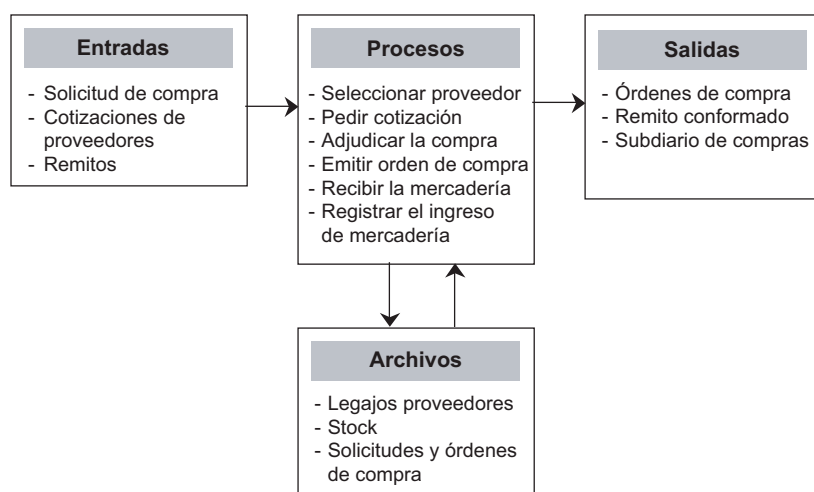 Entradas
- Solicitud de compra
- Cotizaciones de
proveedores
- Remitos
Procesos
- Seleccionar proveedor
- Pedir cotización
- Adjudicar la compra
- Emitir orden de compra
- Recibir la mercadería
- Registrar el ingreso
de mercadería
Salidas
- Órdenes de compra
- Remito conformado
- Subdiario de compras
Archivos
- Legajos proveedores
- Stock
- Solicitudes y órdenes
de compra